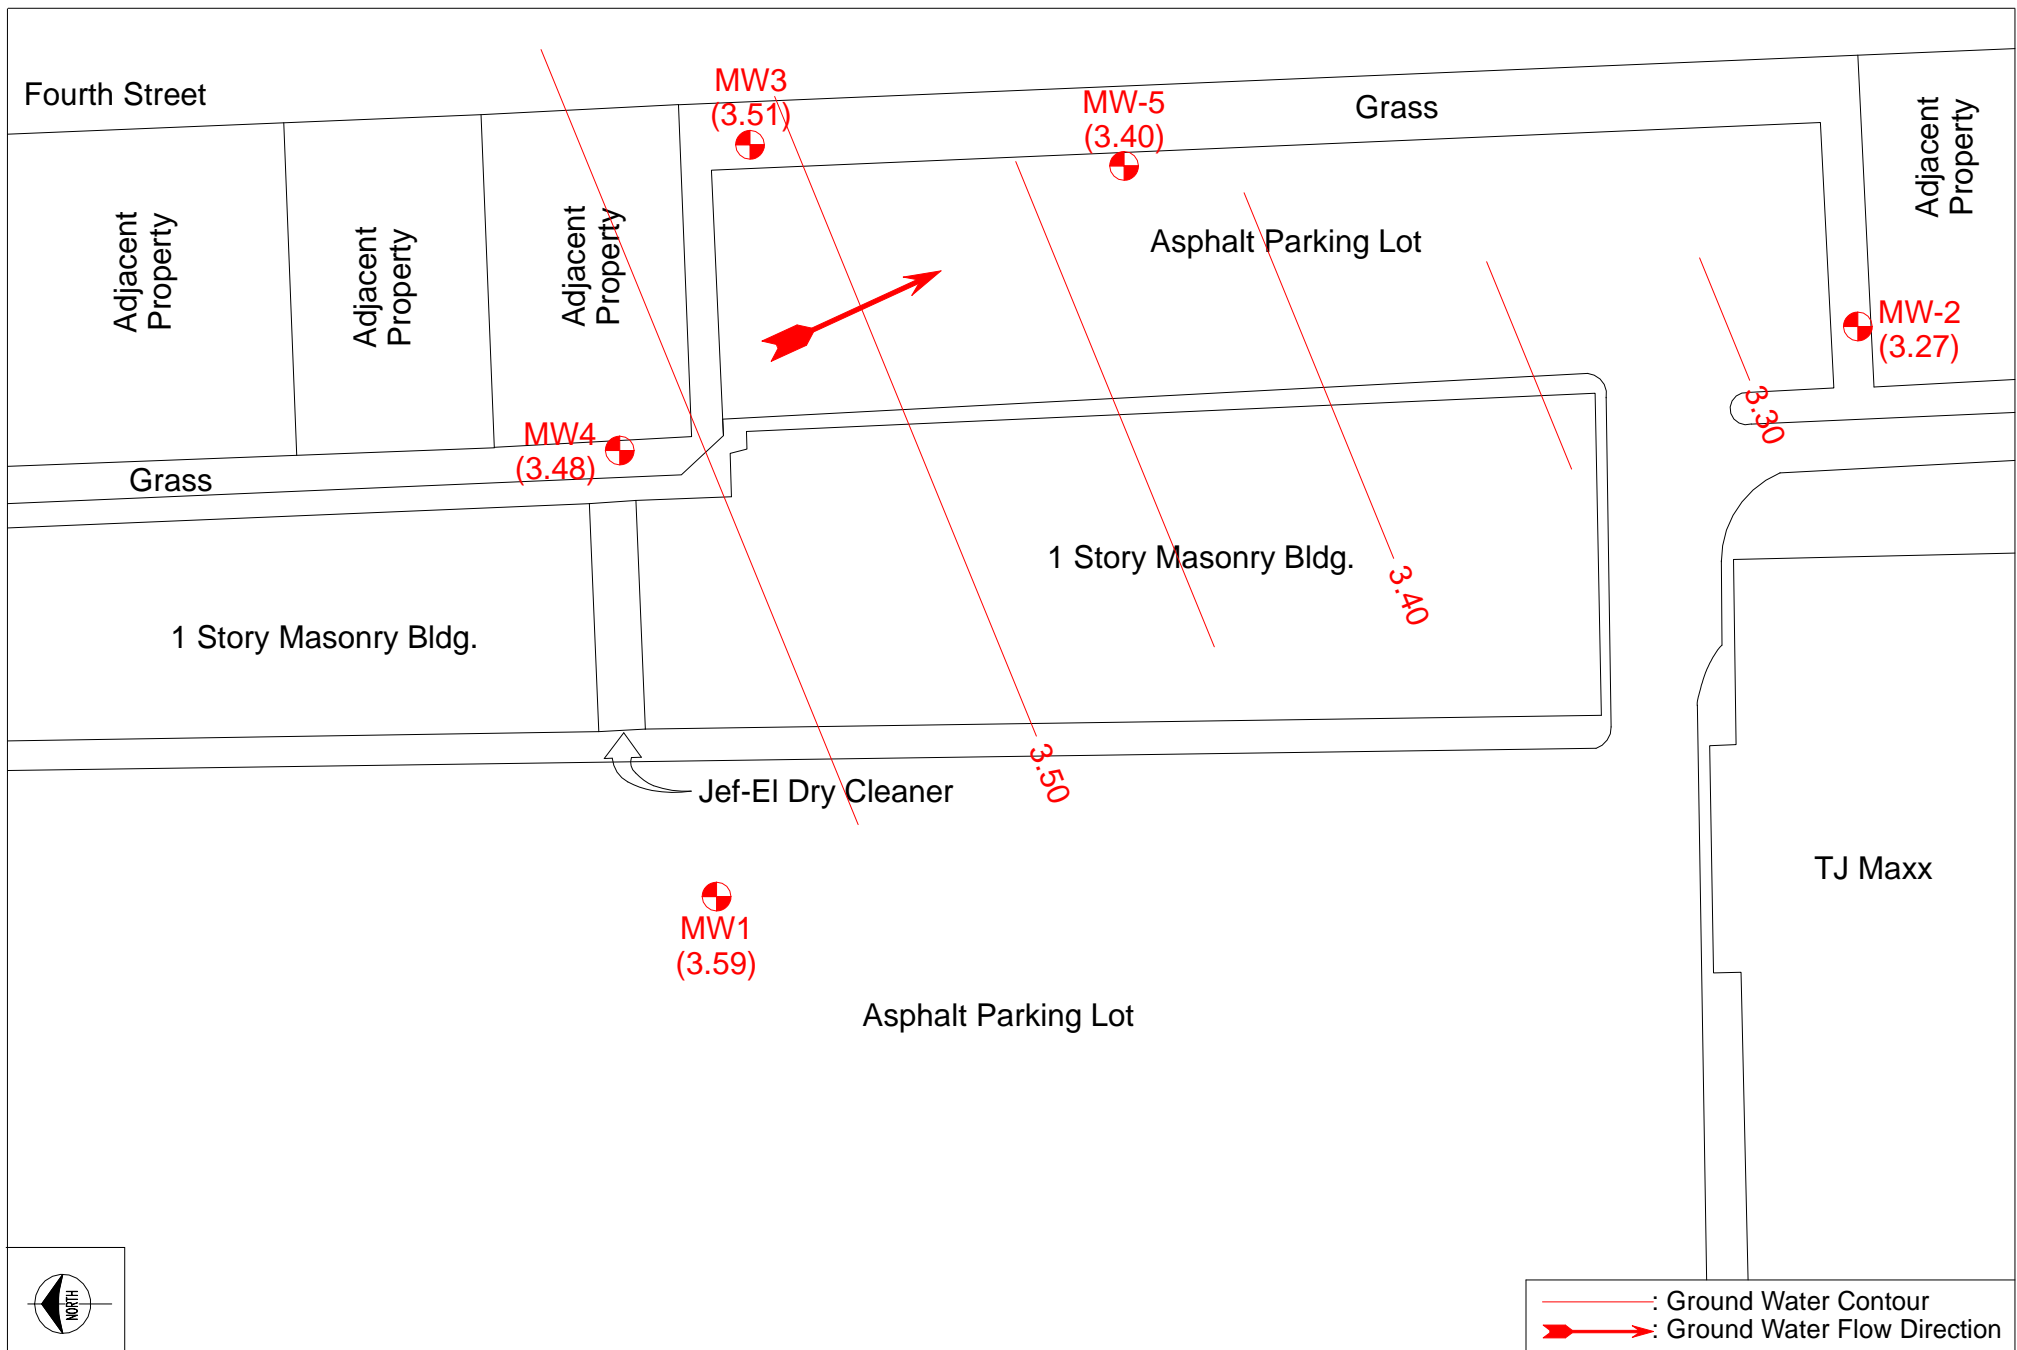 Fourth Street
MW3
(3.51)
MW-5
(3.40)
Grass
Adjacent
Property
Adjacent
Property
Adjacent
Property
Adjacent
Property
Asphalt Parking Lot
MW-2
(3.27)
3.30
MW4
(3.48)
Grass
1 Story Masonry Bldg.
3.40
1 Story Masonry Bldg.
3.50
Jef-El Dry Cleaner
TJ Maxx
MW1
(3.59)
Asphalt Parking Lot
NORTH
: Ground Water Contour
: Ground Water Flow Direction